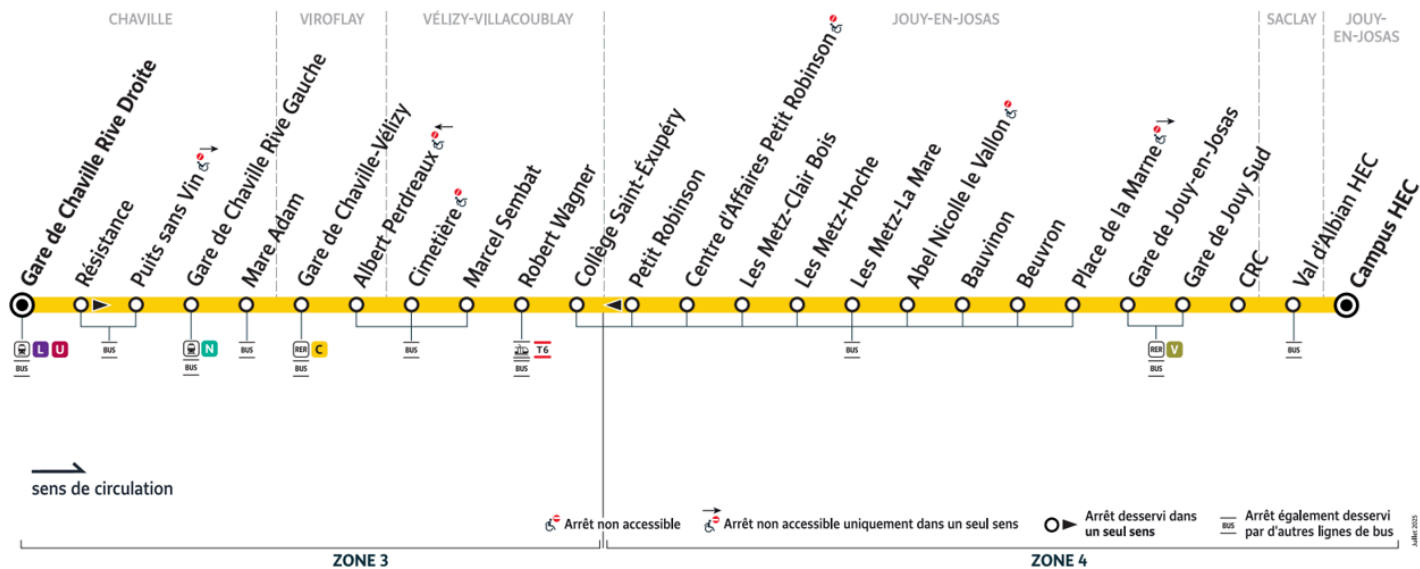 CHAVILLE
VIROFLAY
VÉLIZY-VILLACOUBLAY
JOUY-EN-JOSAS
SACLAY
JOUY-
EN-JOSAS
Gare de Chaville Rive Droite
Résistance
Puits sans Vin
Gare de Chaville Rive Gauche
Mare Adam
Gare de Chaville-Vélizy
Albert Perdreaux
Cimetière
Marcel Sembat
Robert Wagner
Collège Saint-Éxupéry
Petit Robinson
Centre d'Affaires Petit Robinson
Les Metz-Clair Bois
Les Metz-Hoche
Les Metz-La Mare
Abel Nicolle le Vallon
Bauvinon
Beuvron
Place de la Marne
Gare de Jouy-en-Josas
Gare de Jouy Sud
CRC
Val d'Albian HEC
Campus HEC
L U
BUS
BUS
N
BUS
BUS
RER C
BUS
BUS
T6
BUS
BUS
RER V
BUS
BUS
sens de circulation
Arrêt non accessible
Arrêt non accessible uniquement dans un seul sens
Arrêt desservi dans
un seul sens
BUS
Arrêt également desservi
par d'autres lignes de bus
Juillet 2025
ZONE 3
ZONE 4